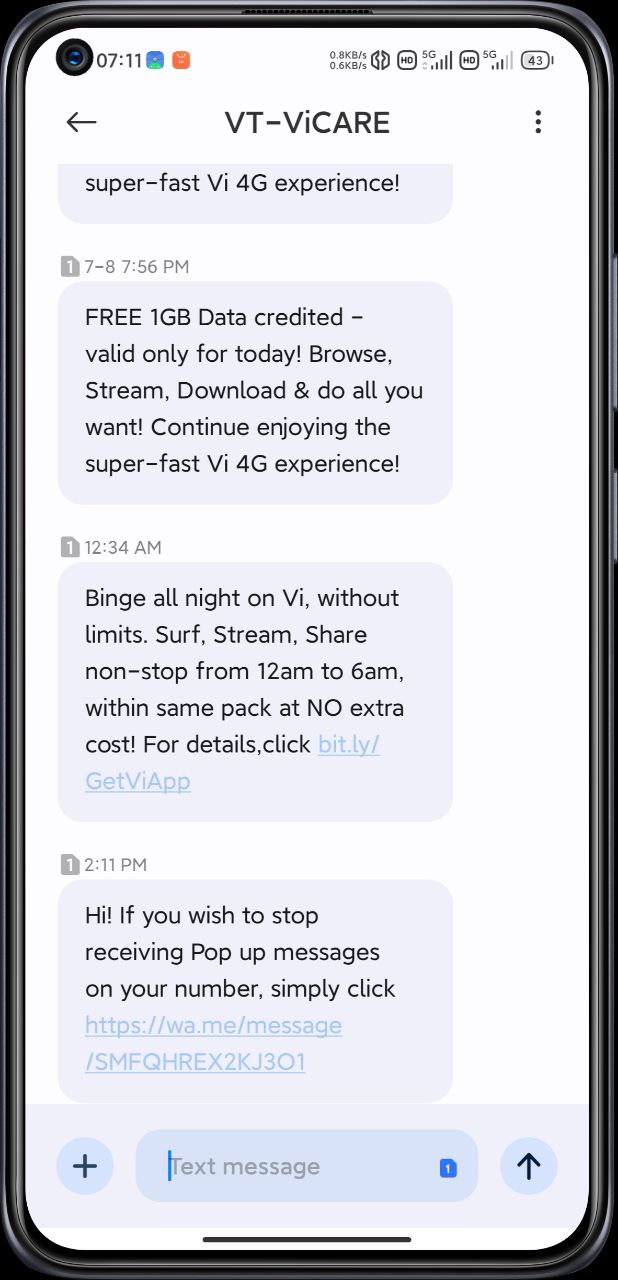 07:11
0.8KB/s
0.6KB/s
HD 5G HD 5G 43
VT-ViCARE
super-fast Vi 4G experience!
1 7-8 7:56 PM
FREE 1GB Data credited -
valid only for today! Browse,
Stream, Download & do all you
want! Continue enjoying the
super-fast Vi 4G experience!
1 12:34 AM
Binge all night on Vi, without
limits. Surf, Stream, Share
non-stop from 12am to 6am,
within same pack at NO extra
cost! For details,click bit.ly/
GetViApp
1 2:11 PM
Hi! If you wish to stop
receiving Pop up messages
on your number, simply click
https://wa.me/message
/SMFQHREX2KJ3O1
Text message
1